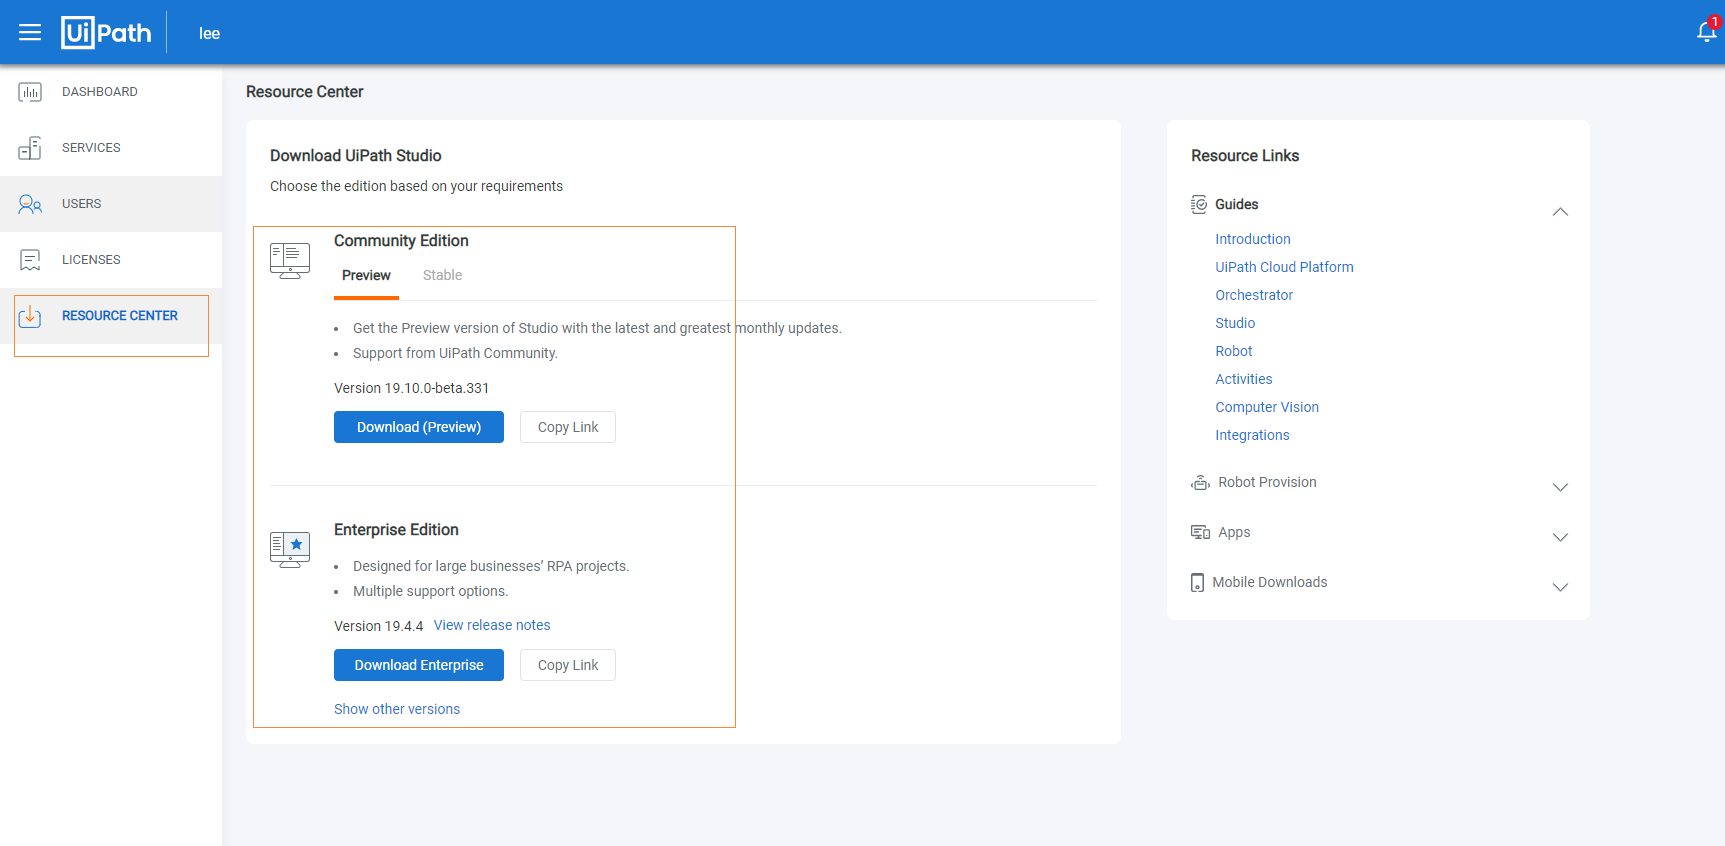 UiPath
lee
1
DASHBOARD
SERVICES
USERS
LICENSES
RESOURCE CENTER
Resource Center
Download UiPath Studio
Choose the edition based on your requirements
Community Edition
Preview Stable
Get the Preview version of Studio with the latest and greatest monthly updates.
Support from UiPath Community.
Version 19.10.0-beta.331
Download (Preview) Copy Link
Enterprise Edition
Designed for large businesses’ RPA projects.
Multiple support options.
Version 19.4.4 View release notes
Download Enterprise Copy Link
Show other versions
Resource Links
Guides
Introduction
UiPath Cloud Platform
Orchestrator
Studio
Robot
Activities
Computer Vision
Integrations
Robot Provision
Apps
Mobile Downloads